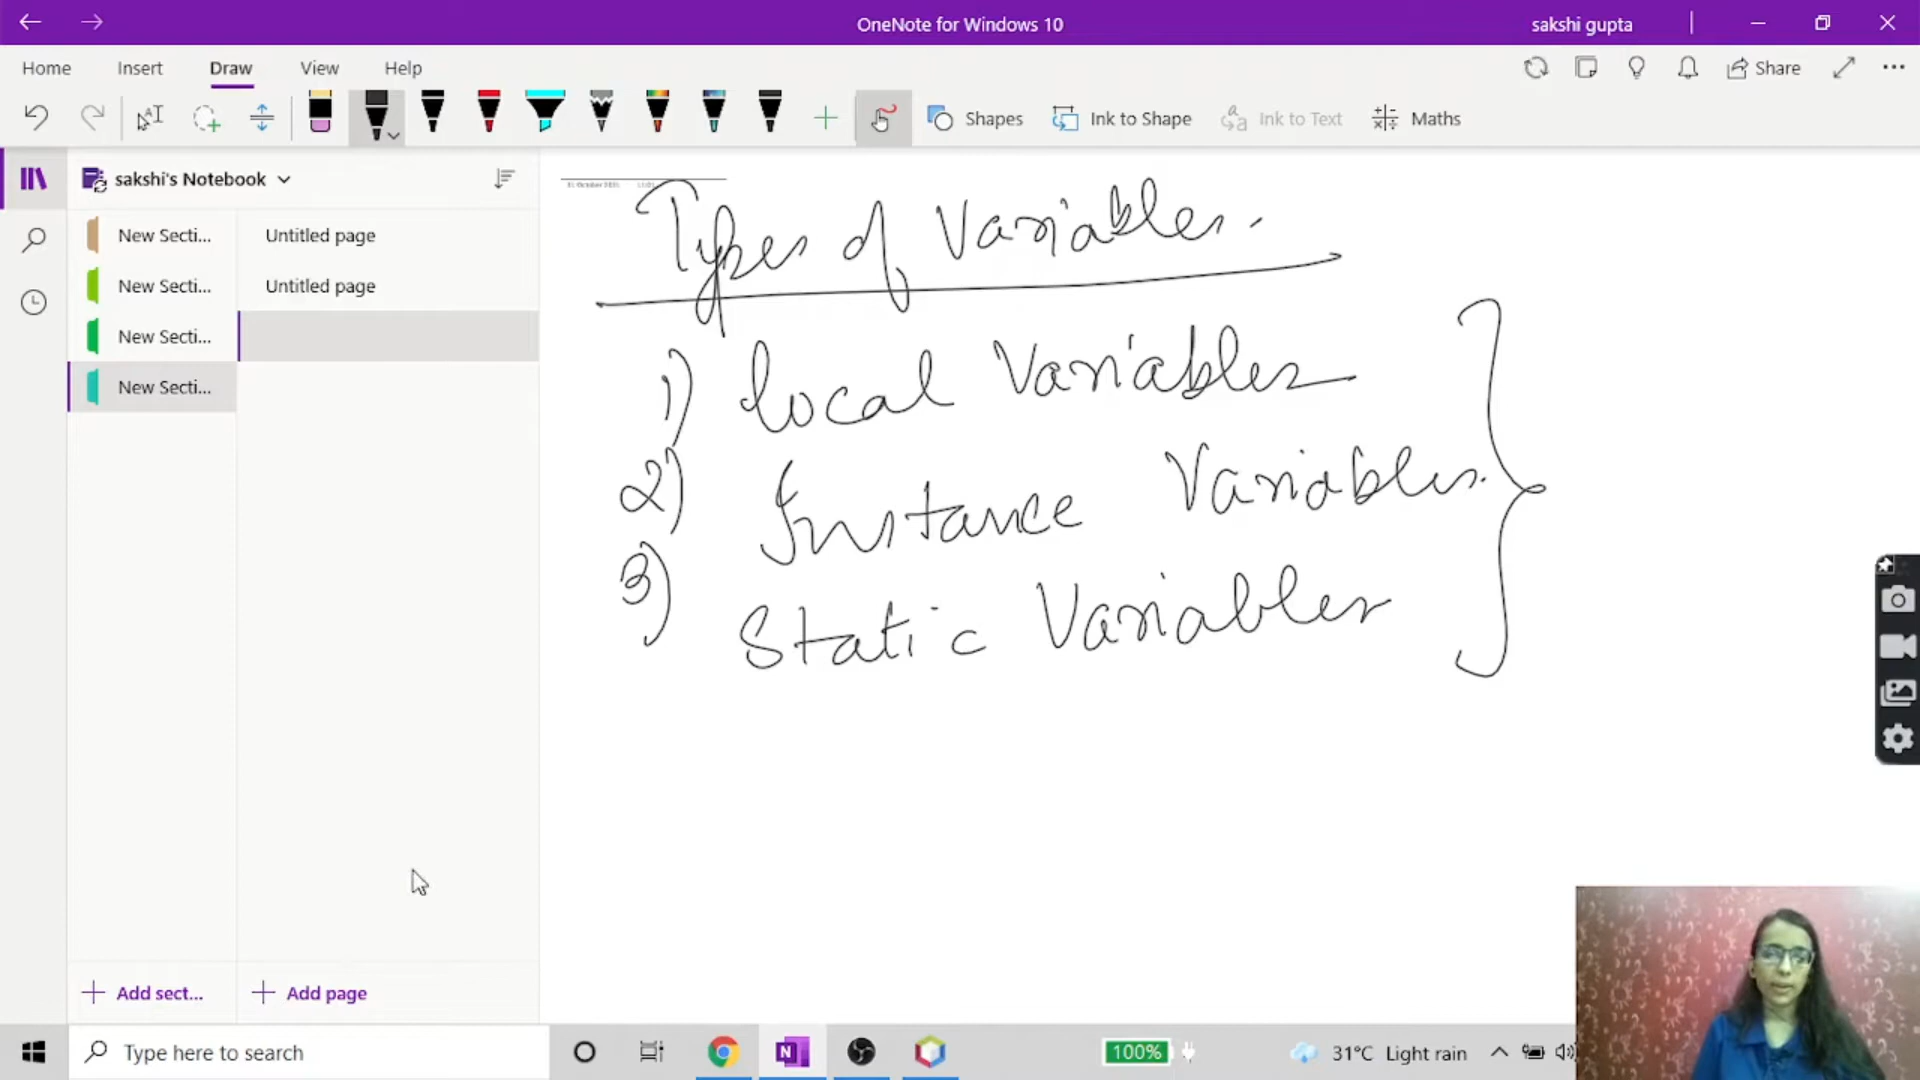 OneNote for Windows 10
sakshi gupta
Home Insert Draw View Help
Share
Shapes Ink to Shape Ink to Text Maths
sakshi's Notebook
New Secti... Untitled page
New Secti... Untitled page
New Secti...
New Secti...
Types of Variables.
1) Local Variables
2) Instance Variables.
3) Static Variables
Add sect... Add page
Type here to search
100%
31°C Light rain